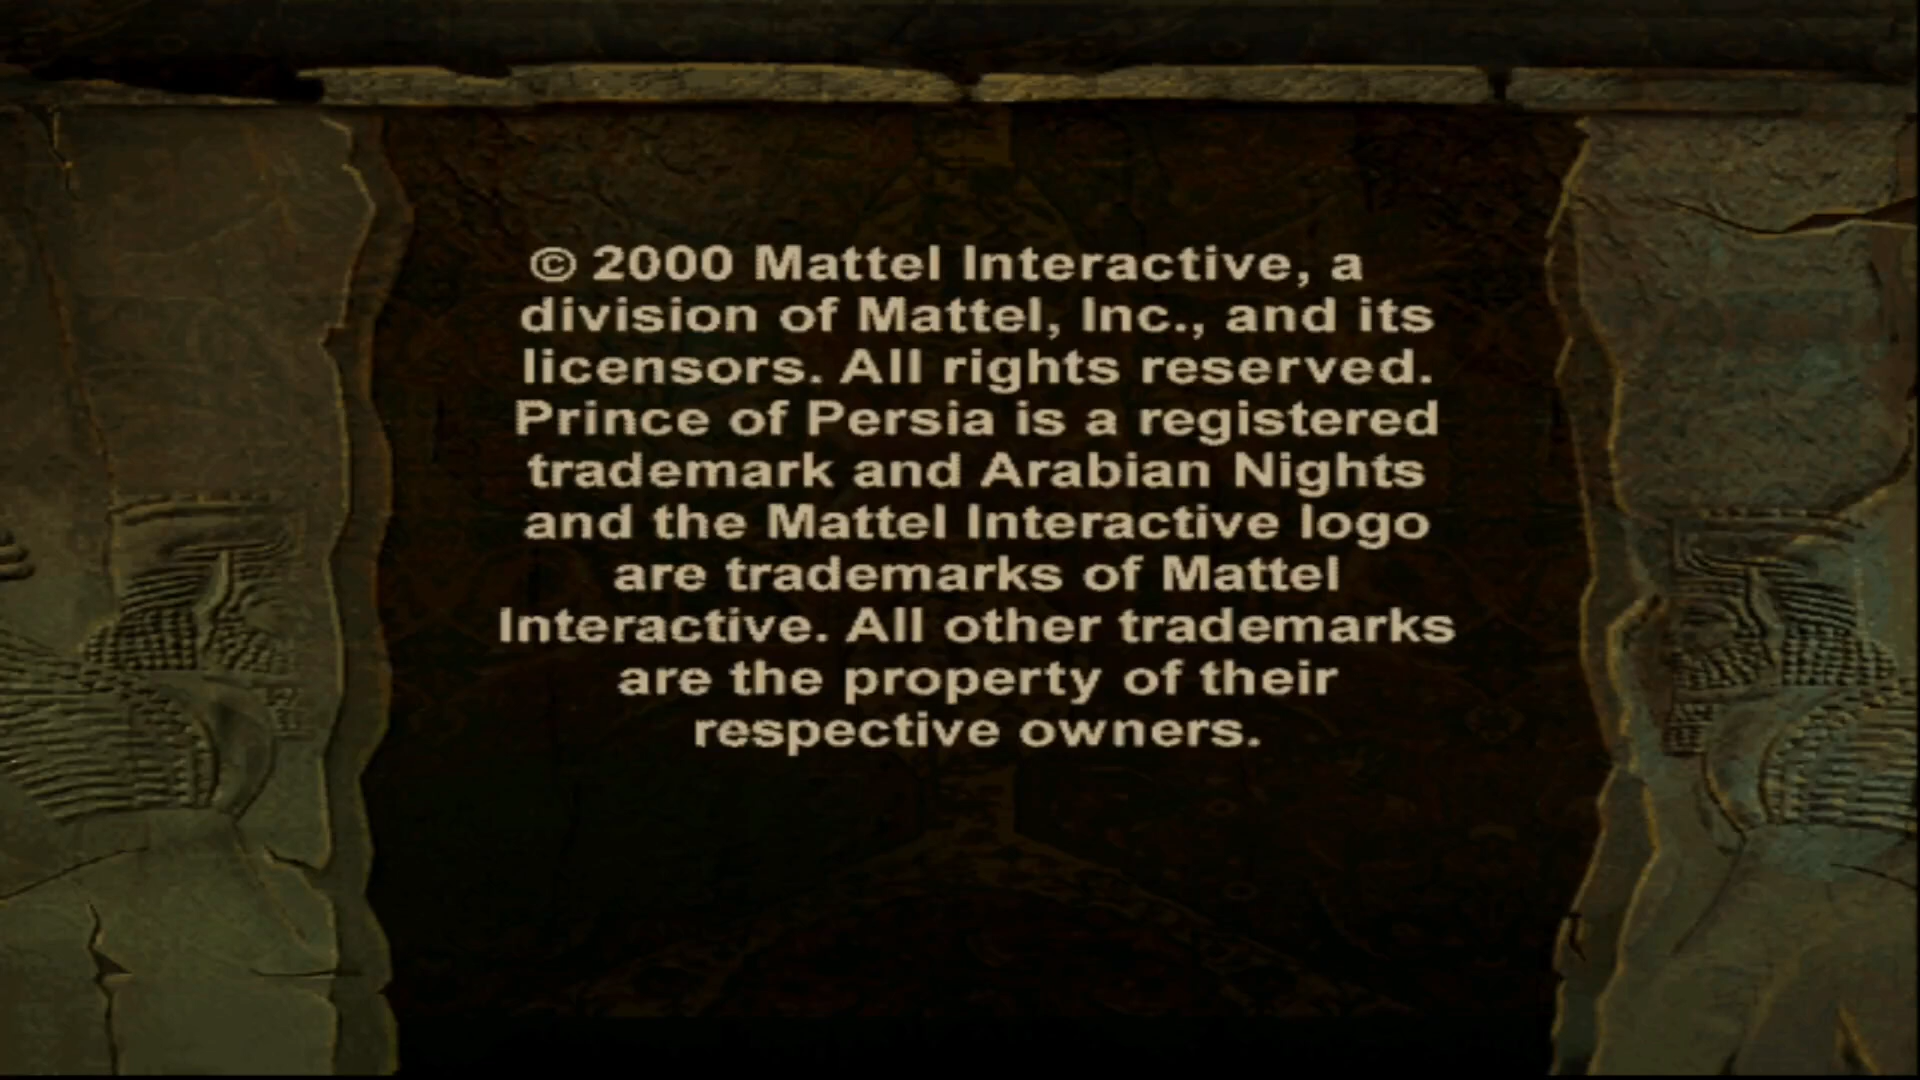 © 2000 Mattel Interactive, a
division of Mattel, Inc., and its
licensors. All rights reserved.
Prince of Persia is a registered
trademark and Arabian Nights
and the Mattel Interactive logo
are trademarks of Mattel
Interactive. All other trademarks
are the property of their
respective owners.